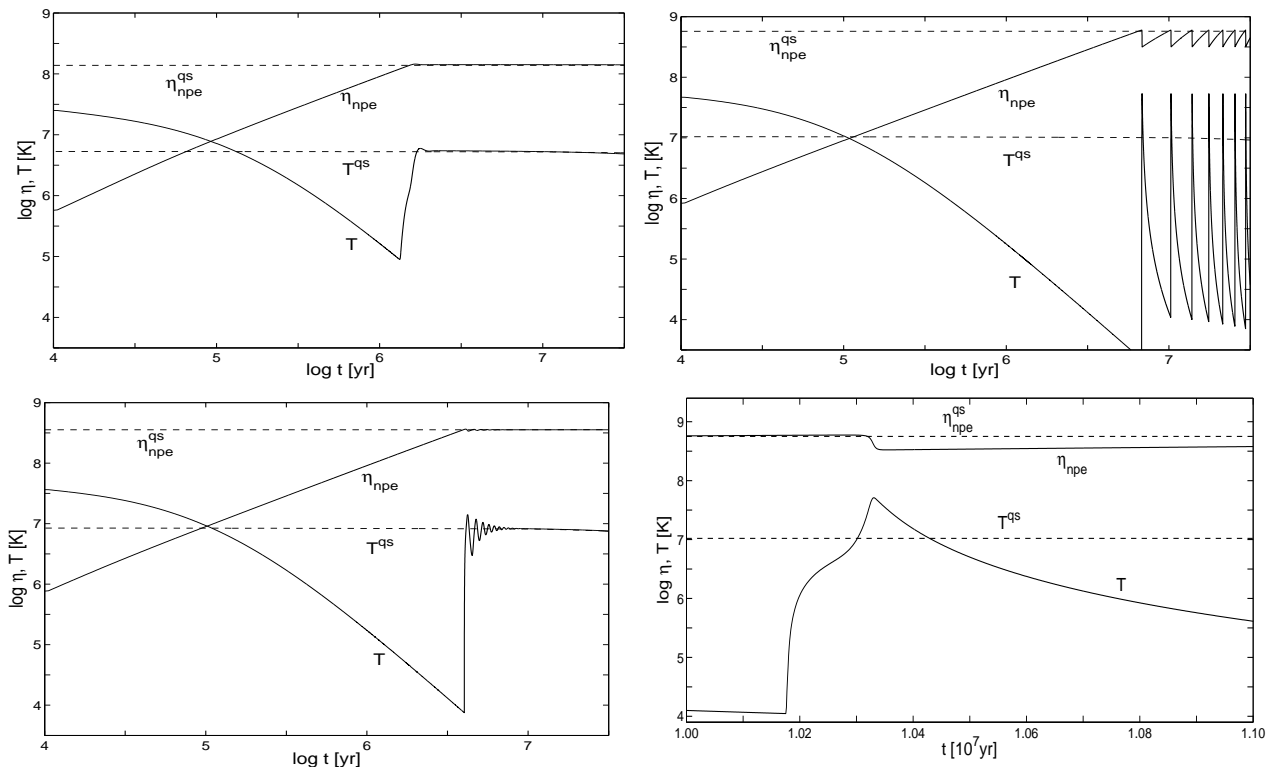 9
8
7
6
5
4
log η, T [K]
η_npe^qs
η_npe
T^qs
T
4
5
6
7
log t [yr]
9
8
7
6
5
4
log η, T, [K]
η_npe^qs
η_npe
T^qs
T
4
5
6
7
log t [yr]
9
8
7
6
5
4
log η, T [K]
η_npe^qs
η_npe
T^qs
T
4
5
6
7
log t [yr]
9
8
7
6
5
4
log η, T [K]
η_npe^qs
η_npe
T^qs
T
1.00
1.02
1.04
1.06
1.08
1.10
t [10^7yr]